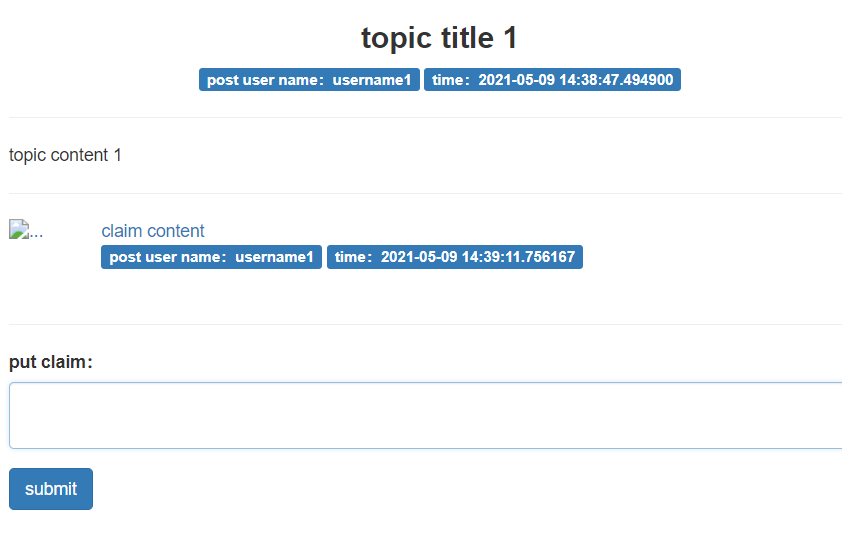 topic title 1
post user name：username1 time：2021-05-09 14:38:47.494900
topic content 1
... claim content
post user name：username1 time：2021-05-09 14:39:11.756167
put claim：
submit